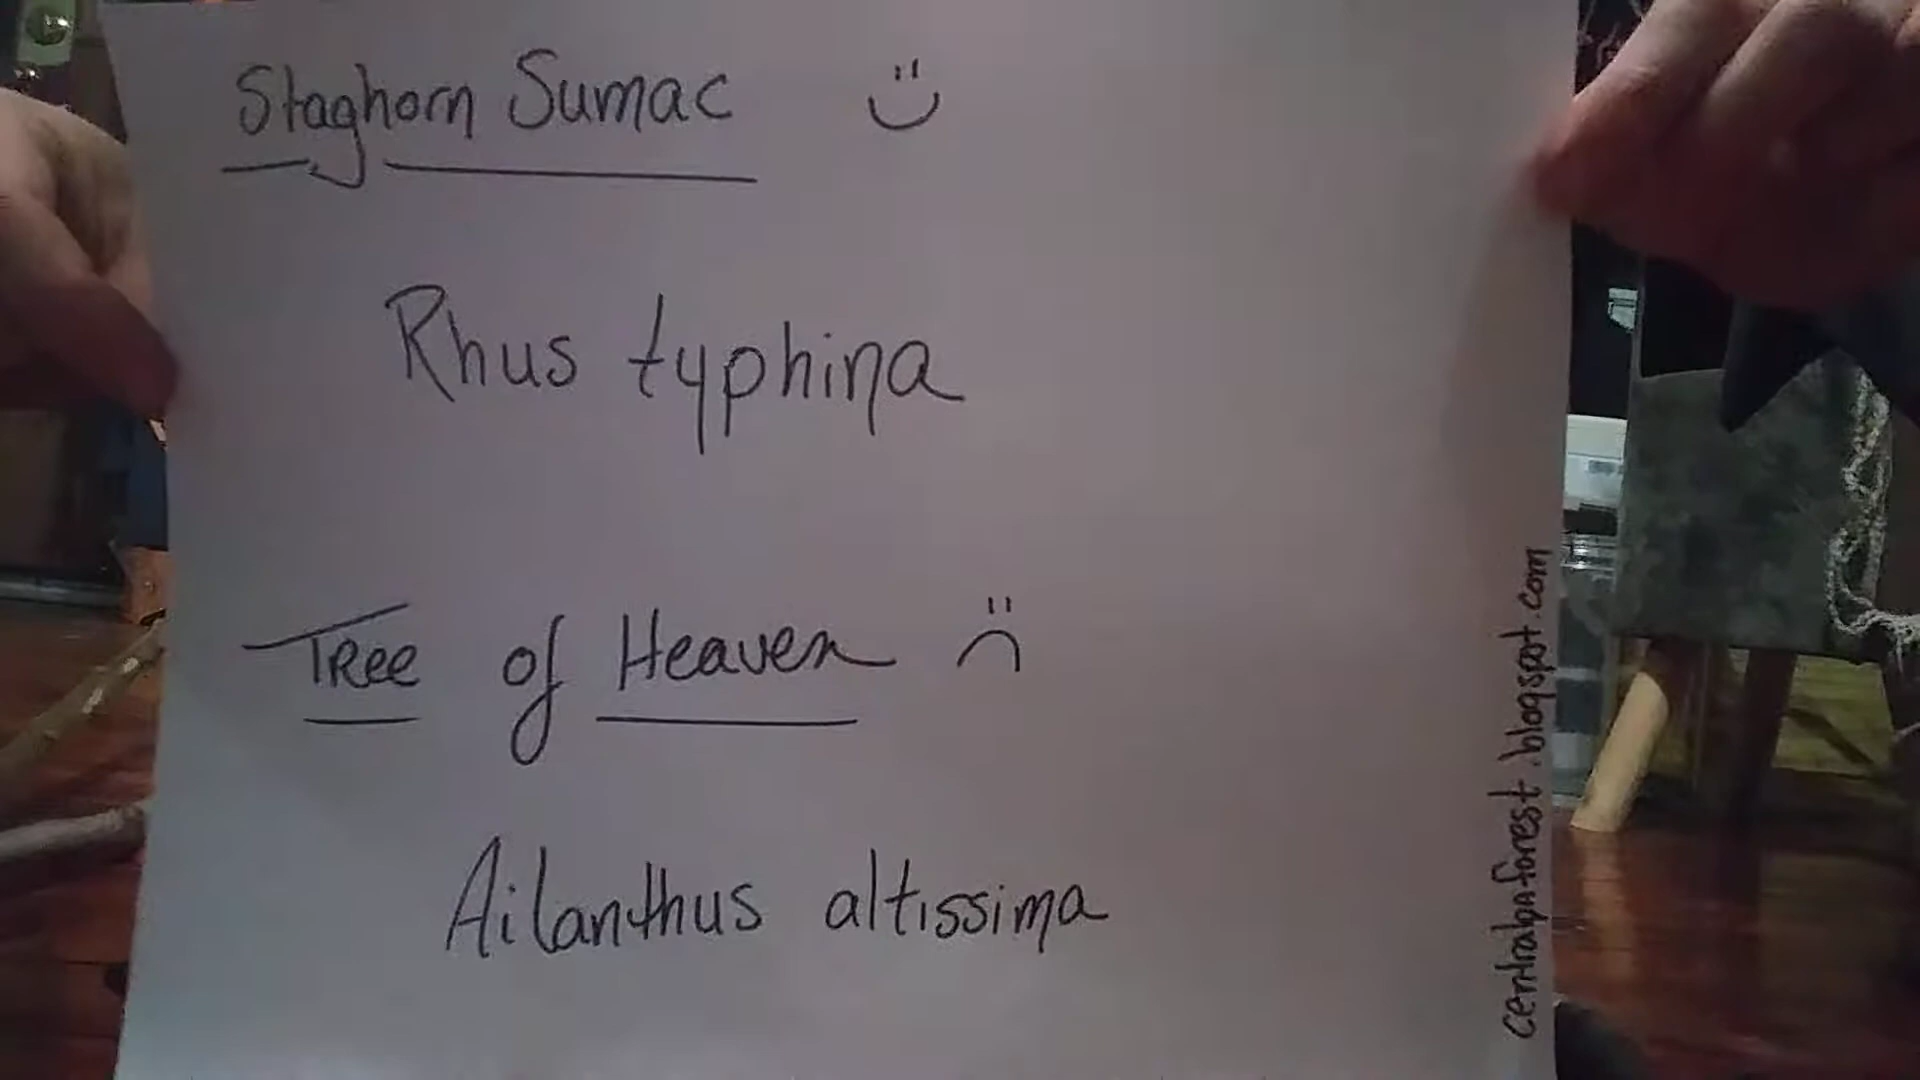 Staghorn Sumac
Rhus typhina
Tree of Heaven
Ailanthus altissima
centralpaforest.blogspot.com